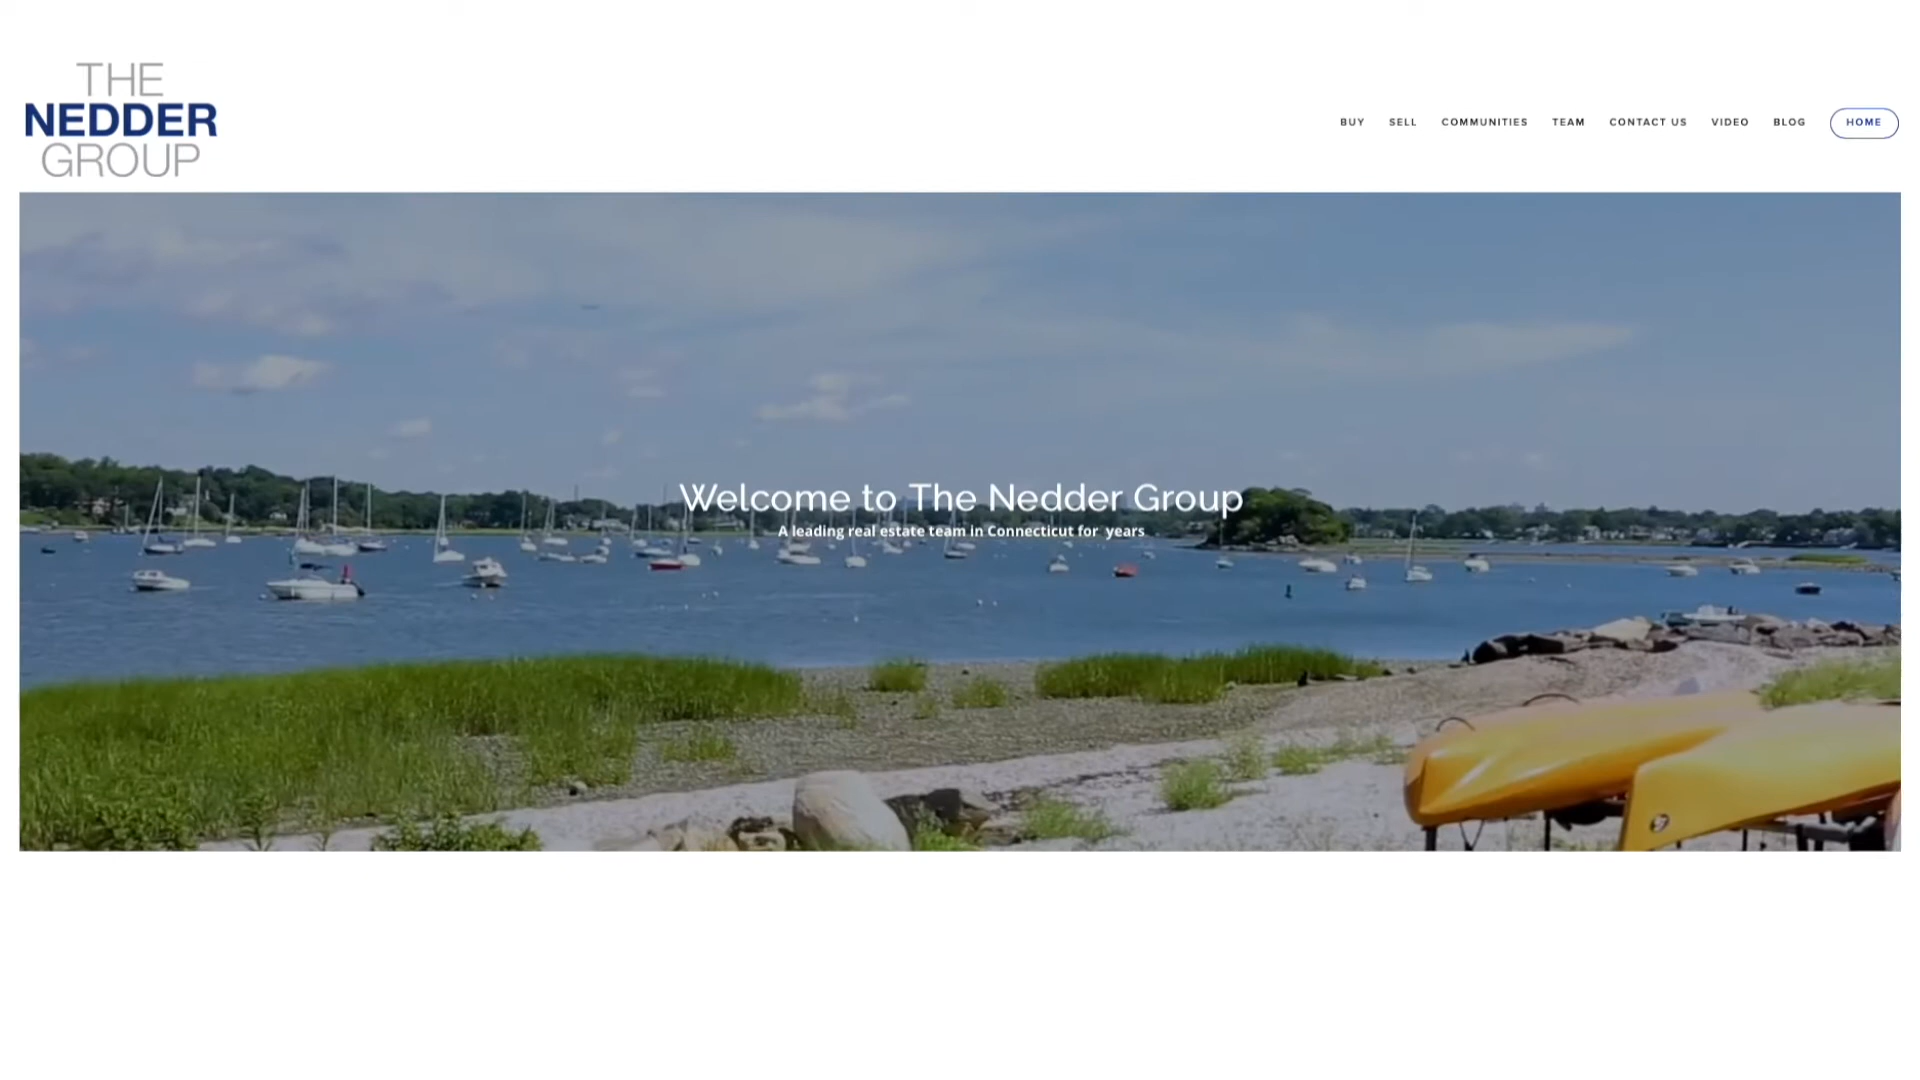 THE
NEDDER
GROUP
BUY SELL COMMUNITIES TEAM CONTACT US VIDEO BLOG HOME
Welcome to The Nedder Group
A leading real estate team in Connecticut for years